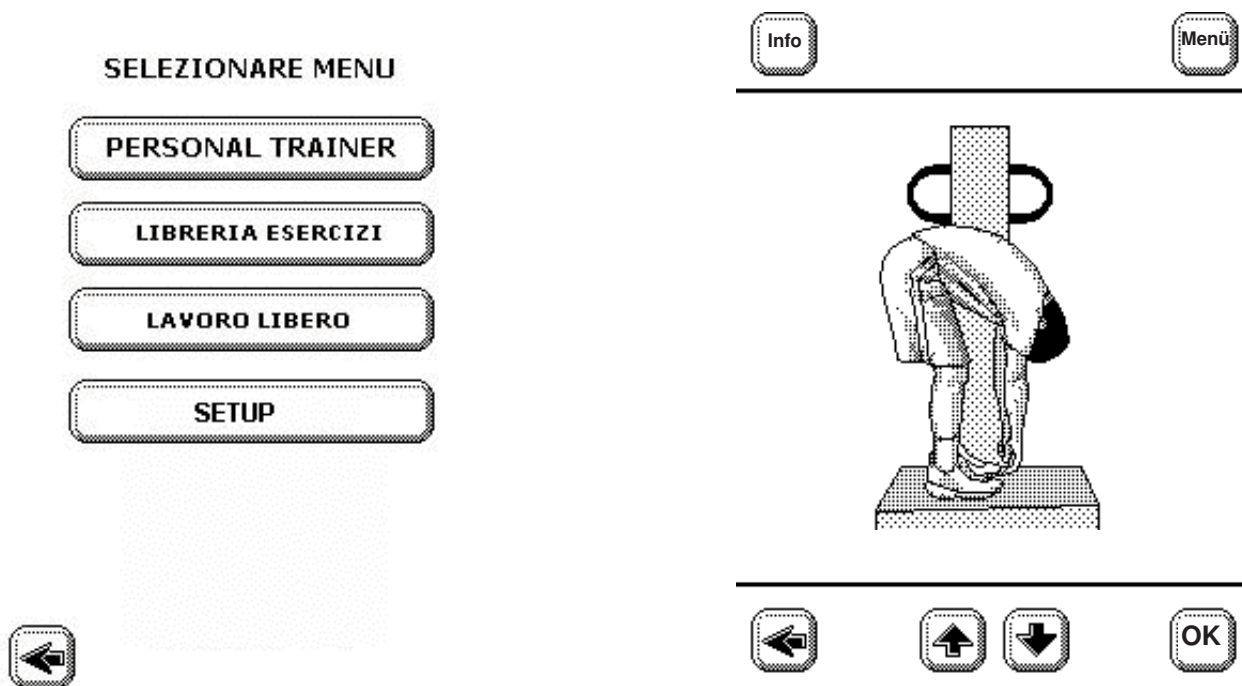 SELEZIONARE MENU
PERSONAL TRAINER
LIBRERIA ESERCIZI
LAVORO LIBERO
SETUP
Info
Menü
OK